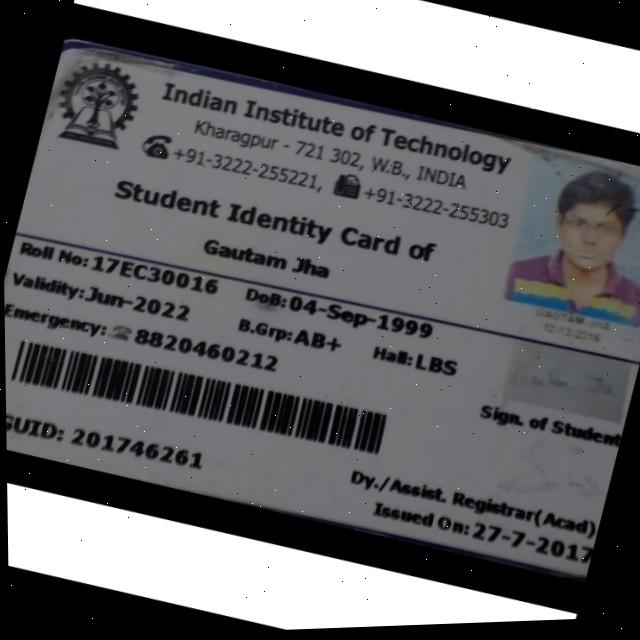 Indian Institute of Technology
Kharagpur - 721 302, W.B., INDIA
+91-3222-255221, +91-3222-255303
Student Identity Card of
Gautam Jha
Roll No: 17EC30016 DoB: 04-Sep-1999
Validity: Jun-2022 B.Grp: AB+ Hall: LBS
Emergency: 8820460212
Sign. of Student
GUID: 201746261
Dy./Assist. Registrar(Acad)
Issued On: 27-7-2017